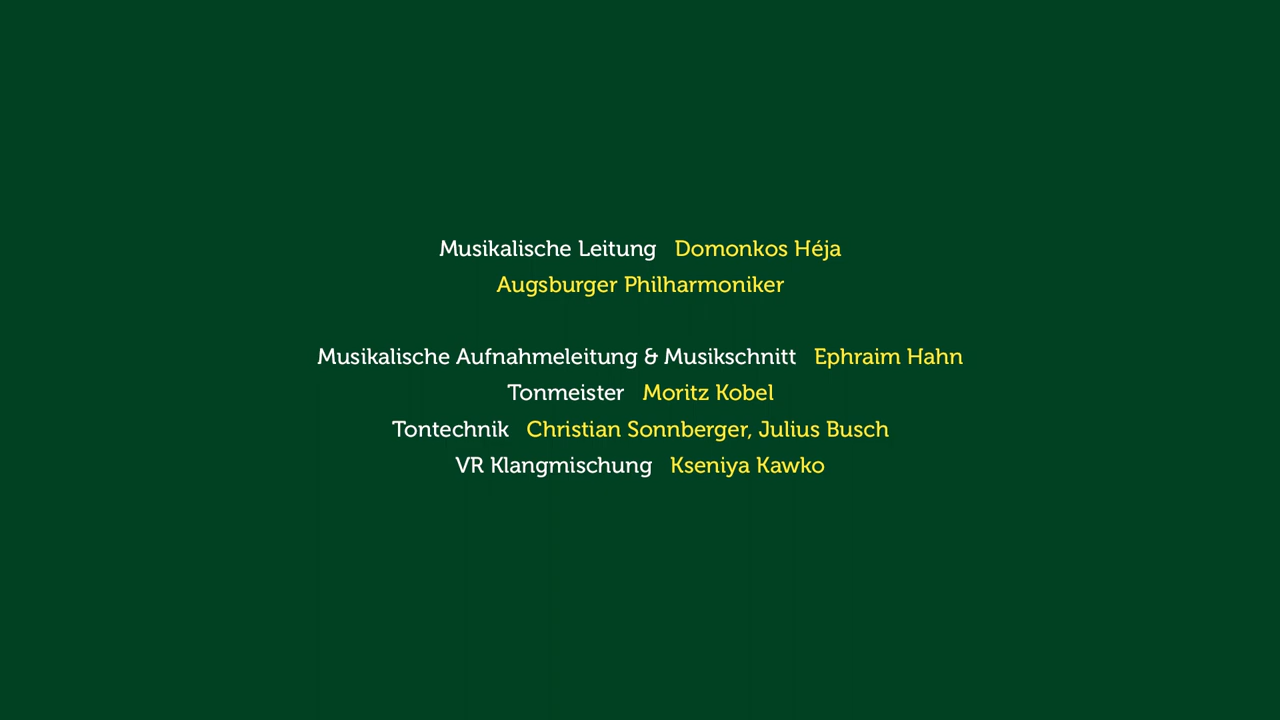 Musikalische Leitung Domonkos Héja
Augsburger Philharmoniker
Musikalische Aufnahmeleitung & Musikschnitt Ephraim Hahn
Tonmeister Moritz Kobel
Tontechnik Christian Sonnberger, Julius Busch
VR Klangmischung Kseniya Kawko